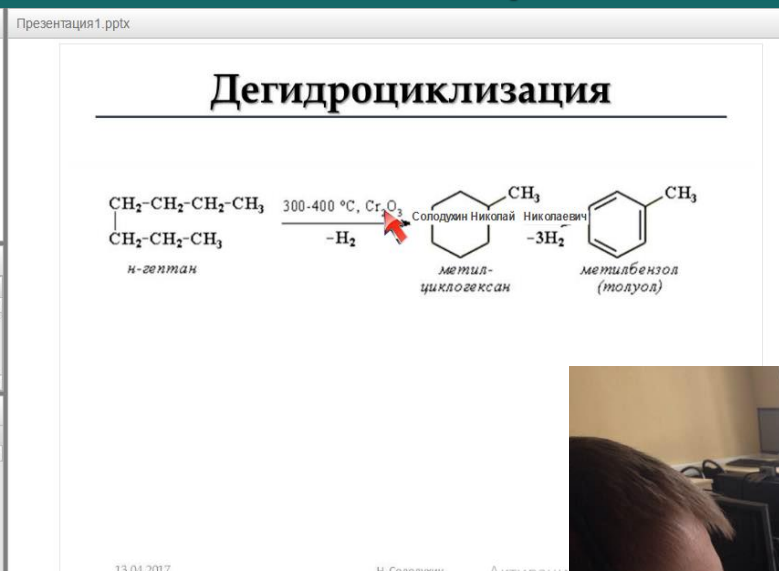 Презентация1.pptx
Дегидроциклизация
CH₂-CH₂-CH₂-CH₃
CH₂-CH₂-CH₃
н-гептан
300-400 °C, Cr₂O₃
-H₂
CH₃
Солодухин Николай Николаевич
-3H₂
метил-
циклогексан
CH₃
метилбензол
(толуол)
13.04.2017